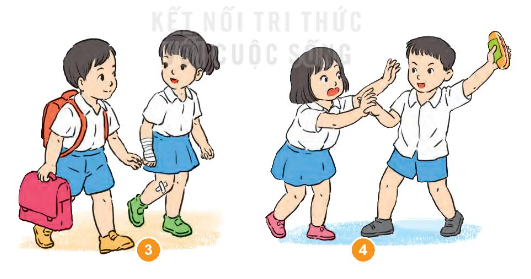 KẾT NỐI TRI THỨC
CUỘC SỐNG
3
4